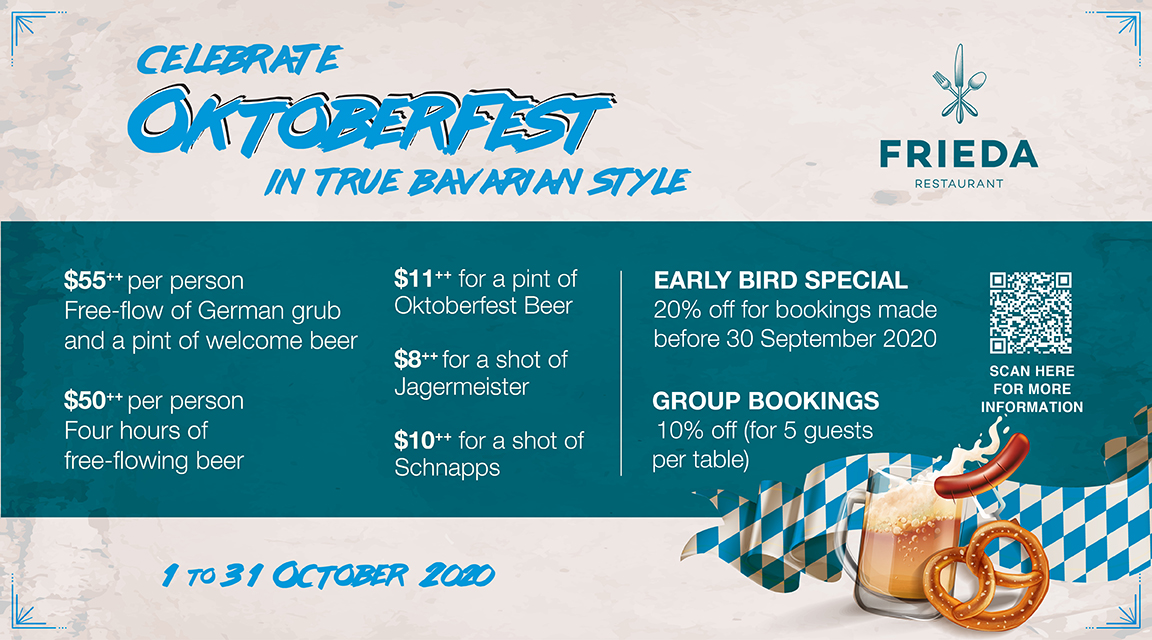 CELEBRATE
OKTOBERFEST
IN TRUE BAVARIAN STYLE
FRIEDA
RESTAURANT
$55++ per person
Free-flow of German grub
and a pint of welcome beer
$50++ per person
Four hours of
free-flowing beer
$11++ for a pint of
Oktoberfest Beer
$8++ for a shot of
Jagermeister
$10++ for a shot of
Schnapps
EARLY BIRD SPECIAL
20% off for bookings made
before 30 September 2020
GROUP BOOKINGS
10% off (for 5 guests
per table)
SCAN HERE
FOR MORE
INFORMATION
1 TO 31 OCTOBER 2020